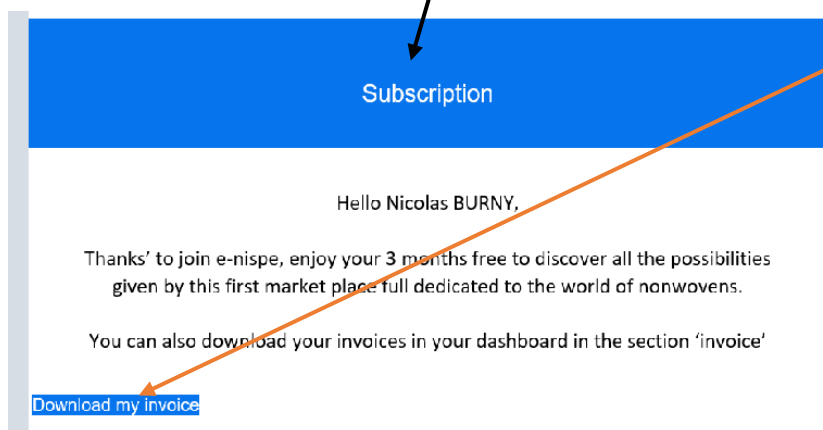 Subscription
Hello Nicolas BURNY,
Thanks’ to join e-nispe, enjoy your 3 months free to discover all the possibilities
given by this first market place full dedicated to the world of nonwovens.
You can also download your invoices in your dashboard in the section ‘invoice’
Download my invoice